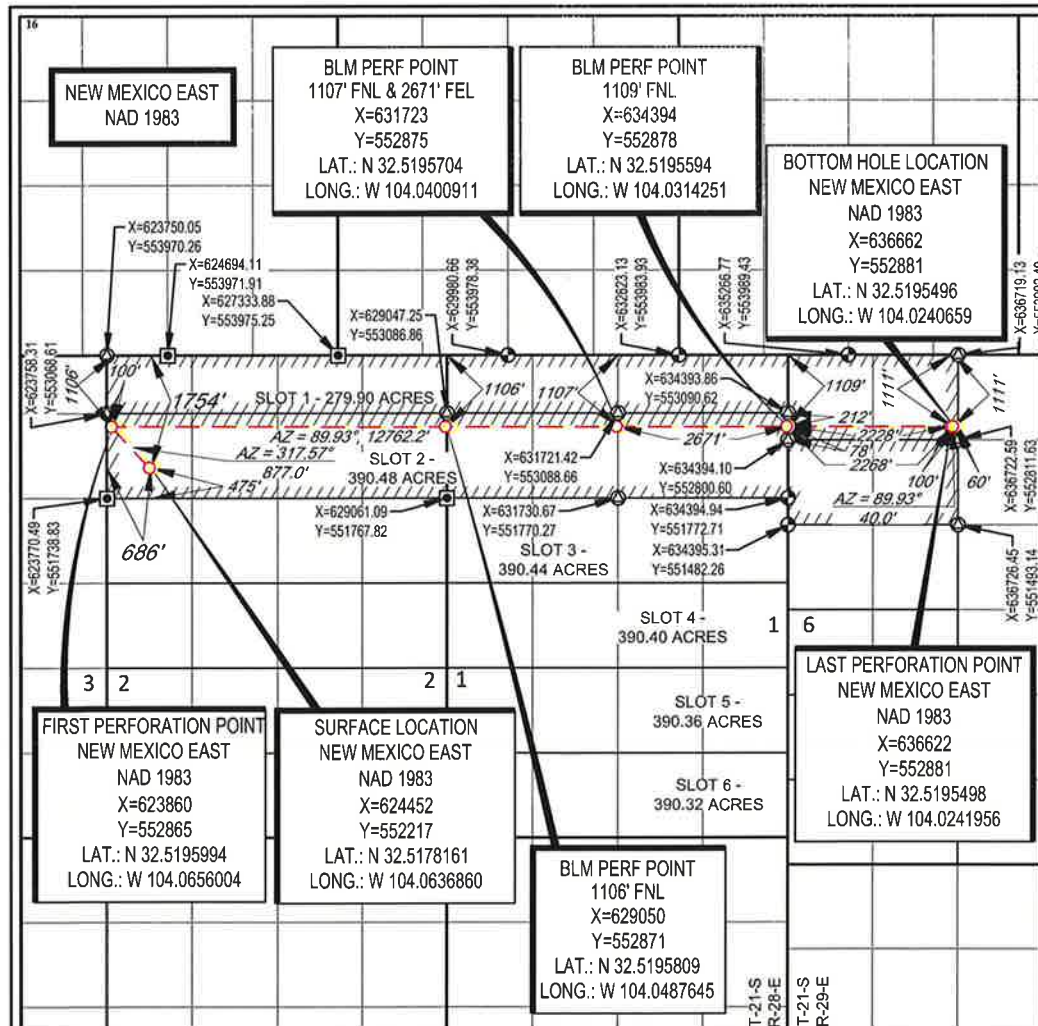 16
NEW MEXICO EAST
NAD 1983
BLM PERF POINT
1107' FNL & 2671' FEL
X=631723
Y=552875
LAT.: N 32.5195704
LONG.: W 104.0400911
BLM PERF POINT
1109' FNL
X=634394
Y=552878
LAT.: N 32.5195594
LONG.: W 104.0314251
BOTTOM HOLE LOCATION
NEW MEXICO EAST
NAD 1983
X=636662
Y=552881
LAT.: N 32.5195496
LONG.: W 104.0240659
X=623750.05
Y=553970.26
X=624694.11
Y=553971.91
X=627333.88
Y=553975.25
X=629047.25
Y=553086.86
X=629980.66
Y=553978.38
X=632623.13
Y=553983.93
X=635266.77
Y=553989.43
X=636719.13
X=623758.31
Y=553068.61
1106'
100'
1754'
SLOT 1 - 279.90 ACRES
1106'
1107'
X=634393.86
Y=553090.62
1109'
1111'
1111'
AZ = 89.93°, 12762.2'
AZ = 317.57°
877.0'
475'
686'
SLOT 2 -
390.48 ACRES
X=631721.42
Y=553088.66
2671'
212'
2228'
78'
2268'
100'
60'
AZ = 89.93°
40.0'
X=634394.10
Y=552800.60
X=636722.59
Y=552811.63
X=623770.49
Y=551738.83
X=629061.09
Y=551767.82
X=631730.67
Y=551770.27
X=634394.94
Y=551772.71
X=634395.31
Y=551482.26
X=636726.45
Y=551493.14
SLOT 3 -
390.44 ACRES
SLOT 4 -
390.40 ACRES
1 6
3 2
2 1
SLOT 5 -
390.36 ACRES
SLOT 6 -
390.32 ACRES
FIRST PERFORATION POINT
NEW MEXICO EAST
NAD 1983
X=623860
Y=552865
LAT.: N 32.5195994
LONG.: W 104.0656004
SURFACE LOCATION
NEW MEXICO EAST
NAD 1983
X=624452
Y=552217
LAT.: N 32.5178161
LONG.: W 104.0636860
LAST PERFORATION POINT
NEW MEXICO EAST
NAD 1983
X=636622
Y=552881
LAT.: N 32.5195498
LONG.: W 104.0241956
BLM PERF POINT
1106' FNL
X=629050
Y=552871
LAT.: N 32.5195809
LONG.: W 104.0487645
T-21-S
R-28-E
T-21-S
R-29-E